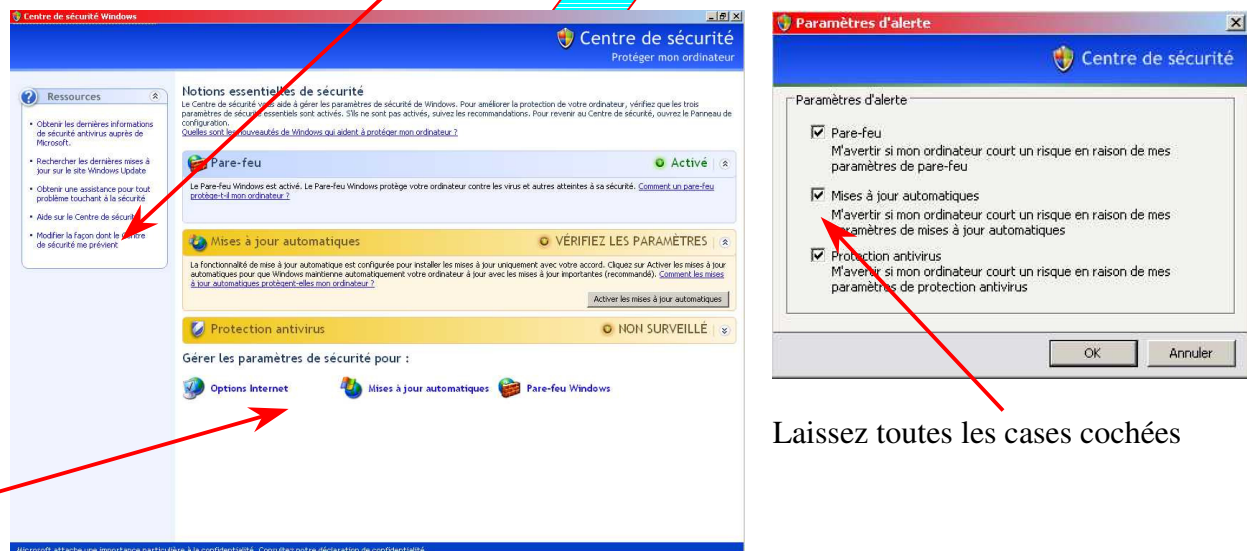 Centre de sécurité Windows
Centre de sécurité
Protéger mon ordinateur
Ressources
• Obtenir les dernières informations
de sécurité antivirus auprès de
Microsoft.
• Rechercher les dernières mises à
jour sur le site Windows Update
• Obtenir une assistance pour tout
problème touchant à la sécurité
• Aide sur le Centre de sécurité
• Modifier la façon dont le Centre
de sécurité me prévient
Notions essentielles de sécurité
Le Centre de sécurité vous aide à gérer les paramètres de sécurité de Windows. Pour améliorer la protection de votre ordinateur, vérifiez que les trois
paramètres de sécurité essentiels sont activés. S'ils ne sont pas activés, suivez les recommandations. Pour revenir au Centre de sécurité, ouvrez le Panneau de
configuration.
Quelles sont les nouveautés de Windows qui aident à protéger mon ordinateur ?
Pare-feu
Activé
Le Pare-feu Windows est activé. Le Pare-feu Windows protège votre ordinateur contre les virus et autres atteintes à sa sécurité. Comment un pare-feu
protège-t-il mon ordinateur ?
Mises à jour automatiques
VÉRIFIEZ LES PARAMÈTRES
La fonctionnalité de mise à jour automatique est configurée pour installer les mises à jour uniquement avec votre accord. Cliquez sur Activer les mises à jour
automatiques pour que Windows maintienne automatiquement votre ordinateur à jour avec les mises à jour importantes (recommandé). Comment les mises
à jour automatiques protègent-elles mon ordinateur ?
Activer les mises à jour automatiques
Protection antivirus
NON SURVEILLÉ
Gérer les paramètres de sécurité pour :
Options Internet
Mises à jour automatiques
Pare-feu Windows
Microsoft attache une importance particulière à la confidentialité. Consultez notre déclaration de confidentialité.
Paramètres d'alerte
Centre de sécurité
Paramètres d'alerte
Pare-feu
M'avertir si mon ordinateur court un risque en raison de mes
paramètres de pare-feu
Mises à jour automatiques
M'avertir si mon ordinateur court un risque en raison de mes
paramètres de mises à jour automatiques
Protection antivirus
M'avertir si mon ordinateur court un risque en raison de mes
paramètres de protection antivirus
OK
Annuler
Laissez toutes les cases cochées